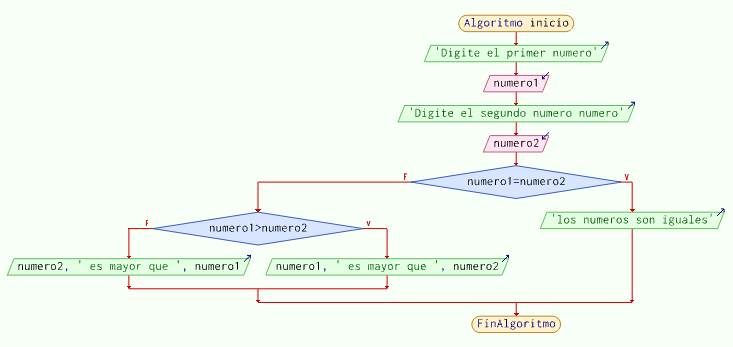 Algoritmo inicio
'Digite el primer numero'
numero1
'Digite el segundo numero numero'
numero2
numero1=numero2
F
V
numero1>numero2
F
V
'los numeros son iguales'
numero2, ' es mayor que ', numero1
numero1, ' es mayor que ', numero2
FinAlgoritmo